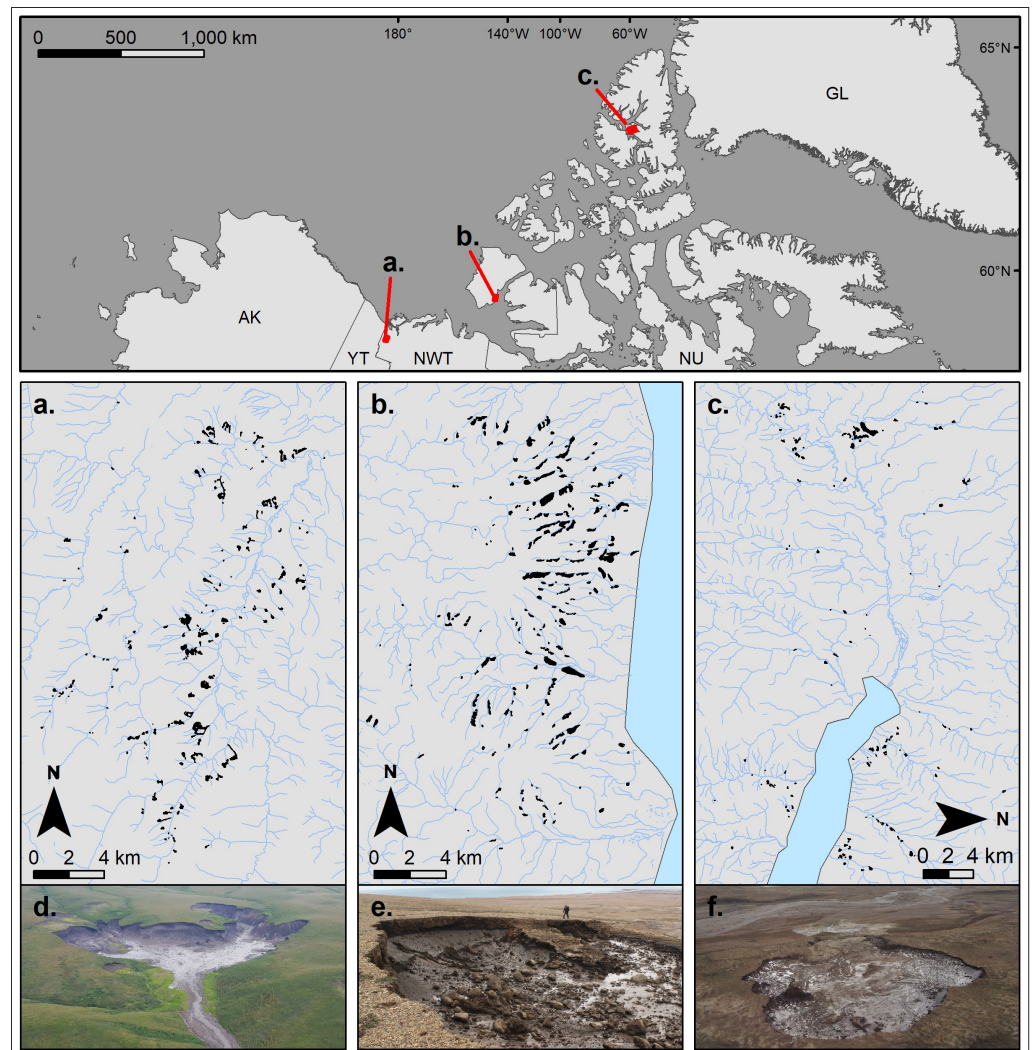 0 500 1,000 km
180° 140°W 100°W 60°W
65°N
c.
GL
b.
a.
60°N
AK
YT NWT NU
a. b. c.
N N N
0 2 4 km 0 2 4 km 0 2 4 km
d. e. f.